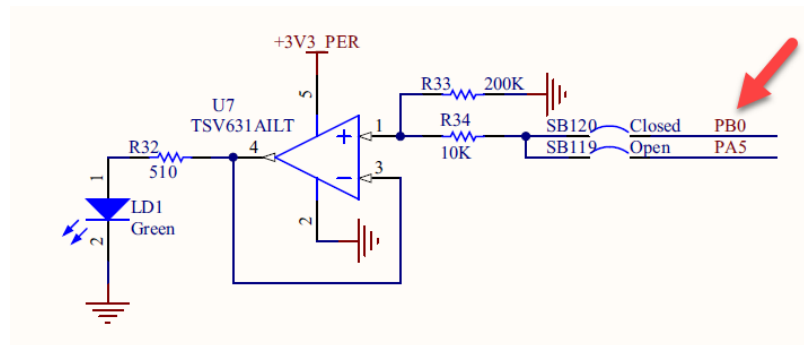 +3V3_PER
R33 200K
5
U7
TSV631AILT
R34
SB120 Closed PB0
1
+
10K
SB119 Open PA5
R32
4
510
3
−
1
LD1
2
2
Green